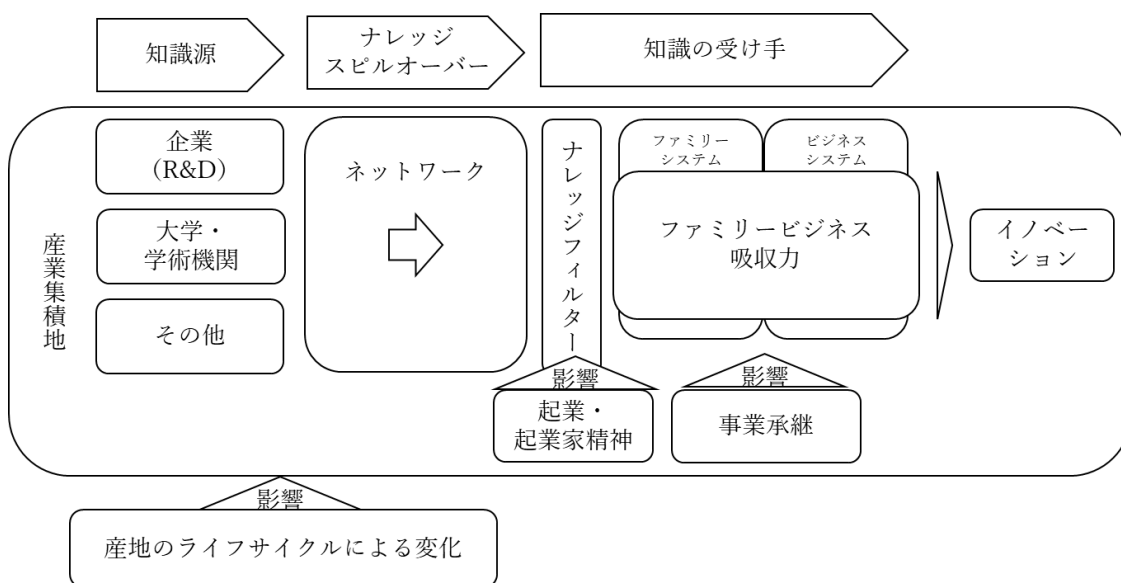 知識源
ナレッジ
スピルオーバー
知識の受け手
産業集積地
企業
（R&D）
大学・
学術機関
その他
ネットワーク
ナレッジフィルター
ファミリー
システム
ビジネス
システム
ファミリービジネス
吸収力
イノベー
ション
影響
起業・
起業家精神
影響
事業承継
影響
産地のライフサイクルによる変化